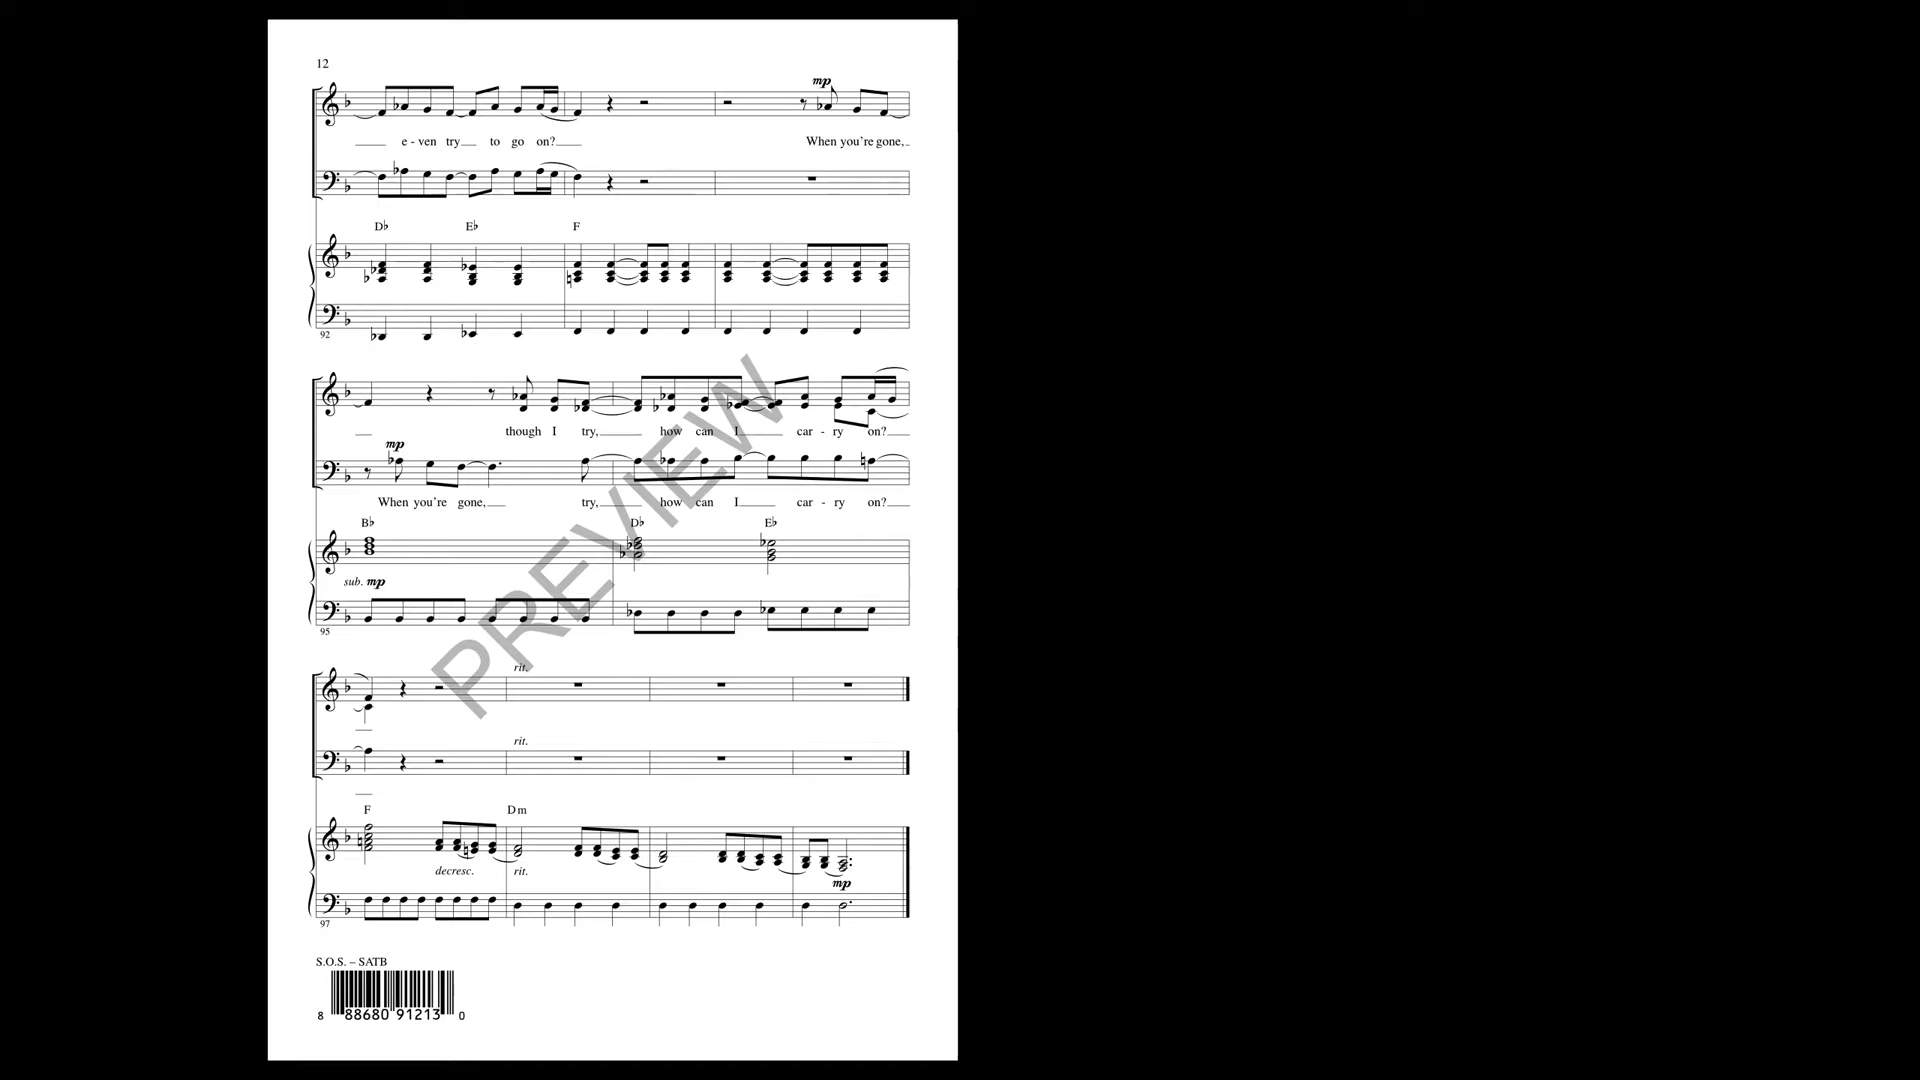 12
mp
e - ven try to go on? When you're gone,
D♭ E♭ F
92
though I try, how can I car - ry on?
mp
When you're gone, try, how can I car - ry on?
B♭ D♭ E♭
sub. mp
95
rit.
rit.
F Dm
decresc. rit.
mp
97
PREVIEW
S.O.S. – SATB
8 88680 91213 0